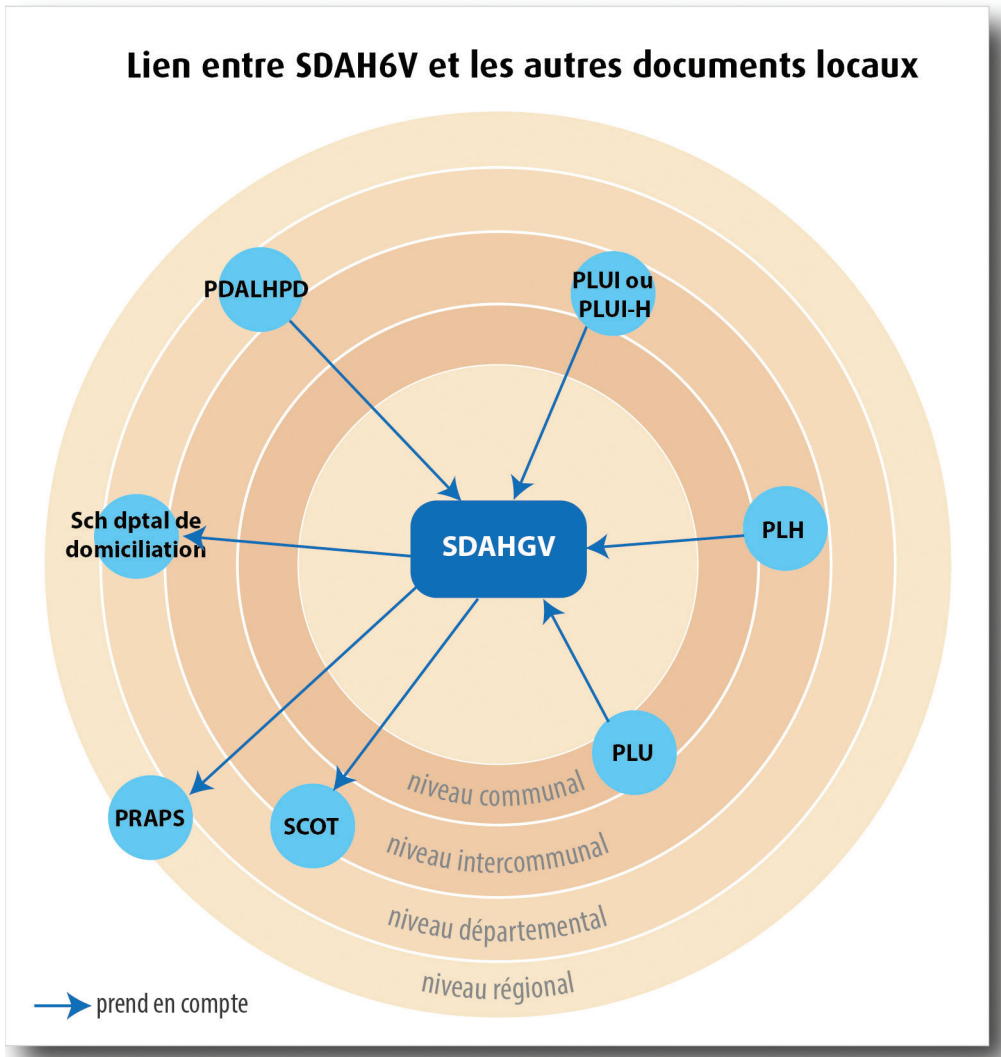 Lien entre SDAH6V et les autres documents locaux
PDALHPD
PLUI ou
PLUI-H
Sch dptal de
domiciliation
SDAHGV
PLH
PLU
PRAPS
SCOT
niveau communal
niveau intercommunal
niveau départemental
niveau régional
prend en compte